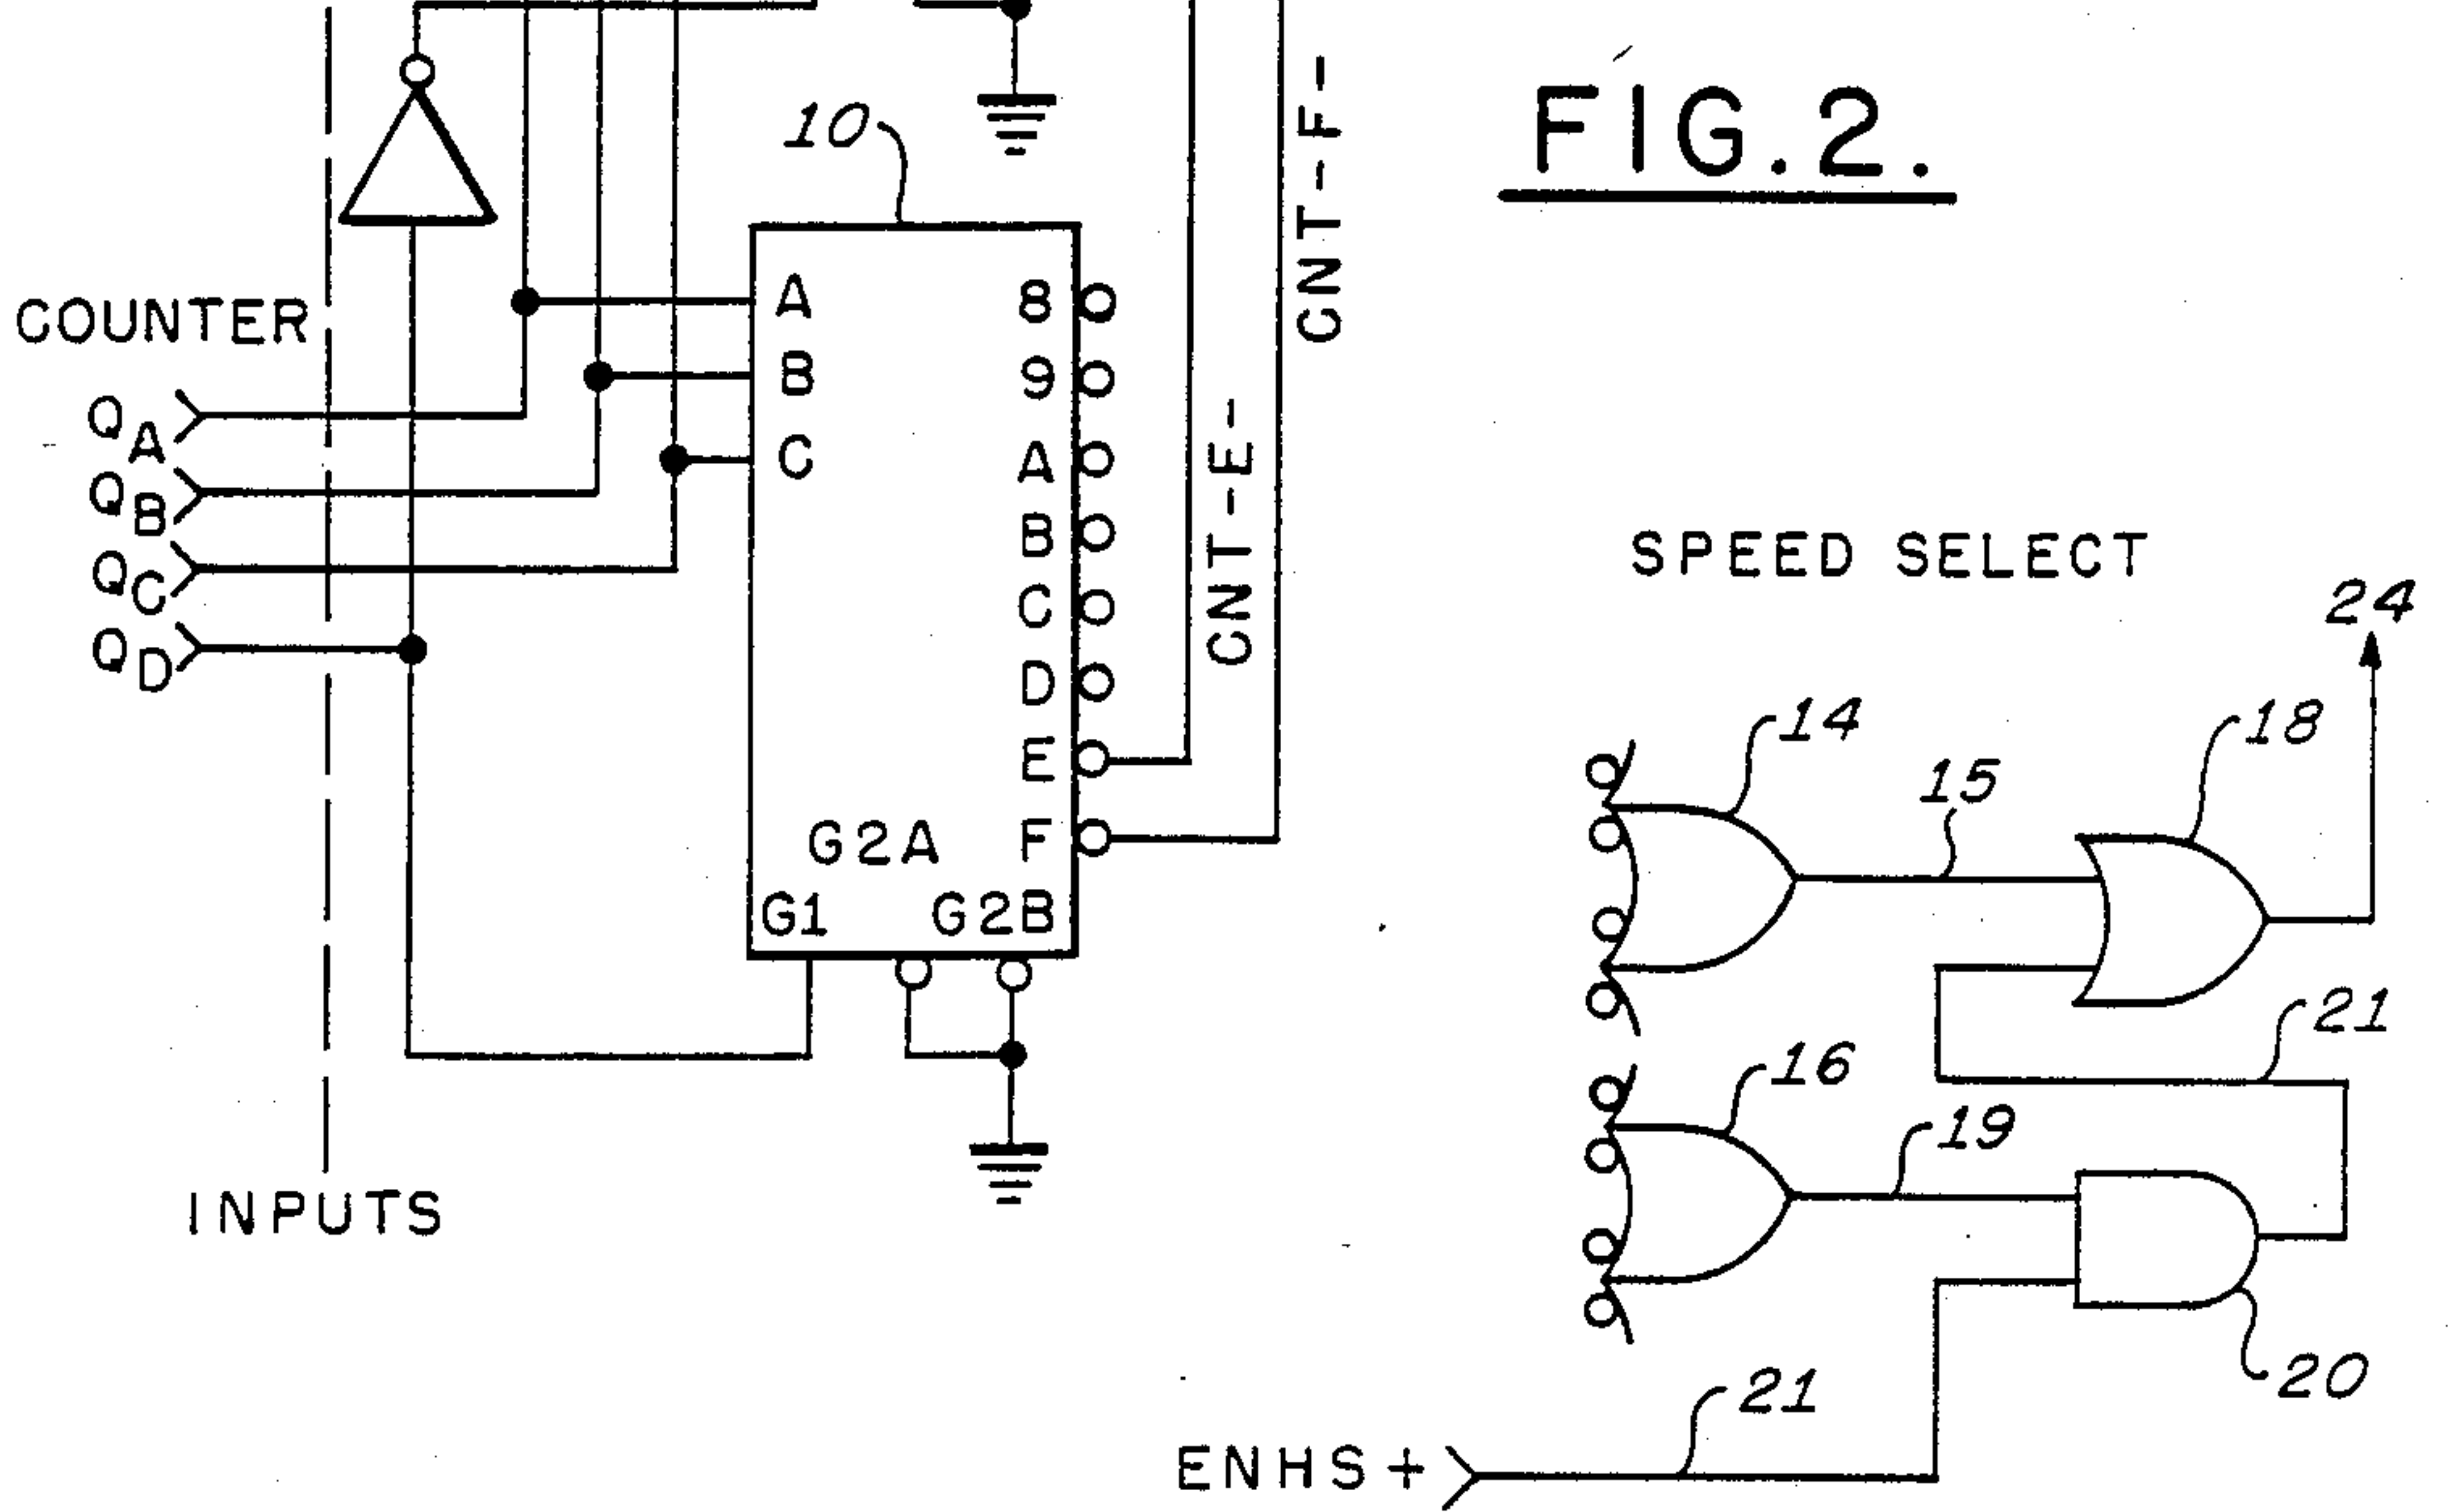 FIG.2.
10
CNT-F-
COUNTER
A
B
C
8
9
A
B
C
D
E
F
CNT-E-
QA
QB
QC
QD
G2A
G1
G2B
INPUTS
SPEED SELECT
24
14
15
18
21
16
19
20
21
ENHS+